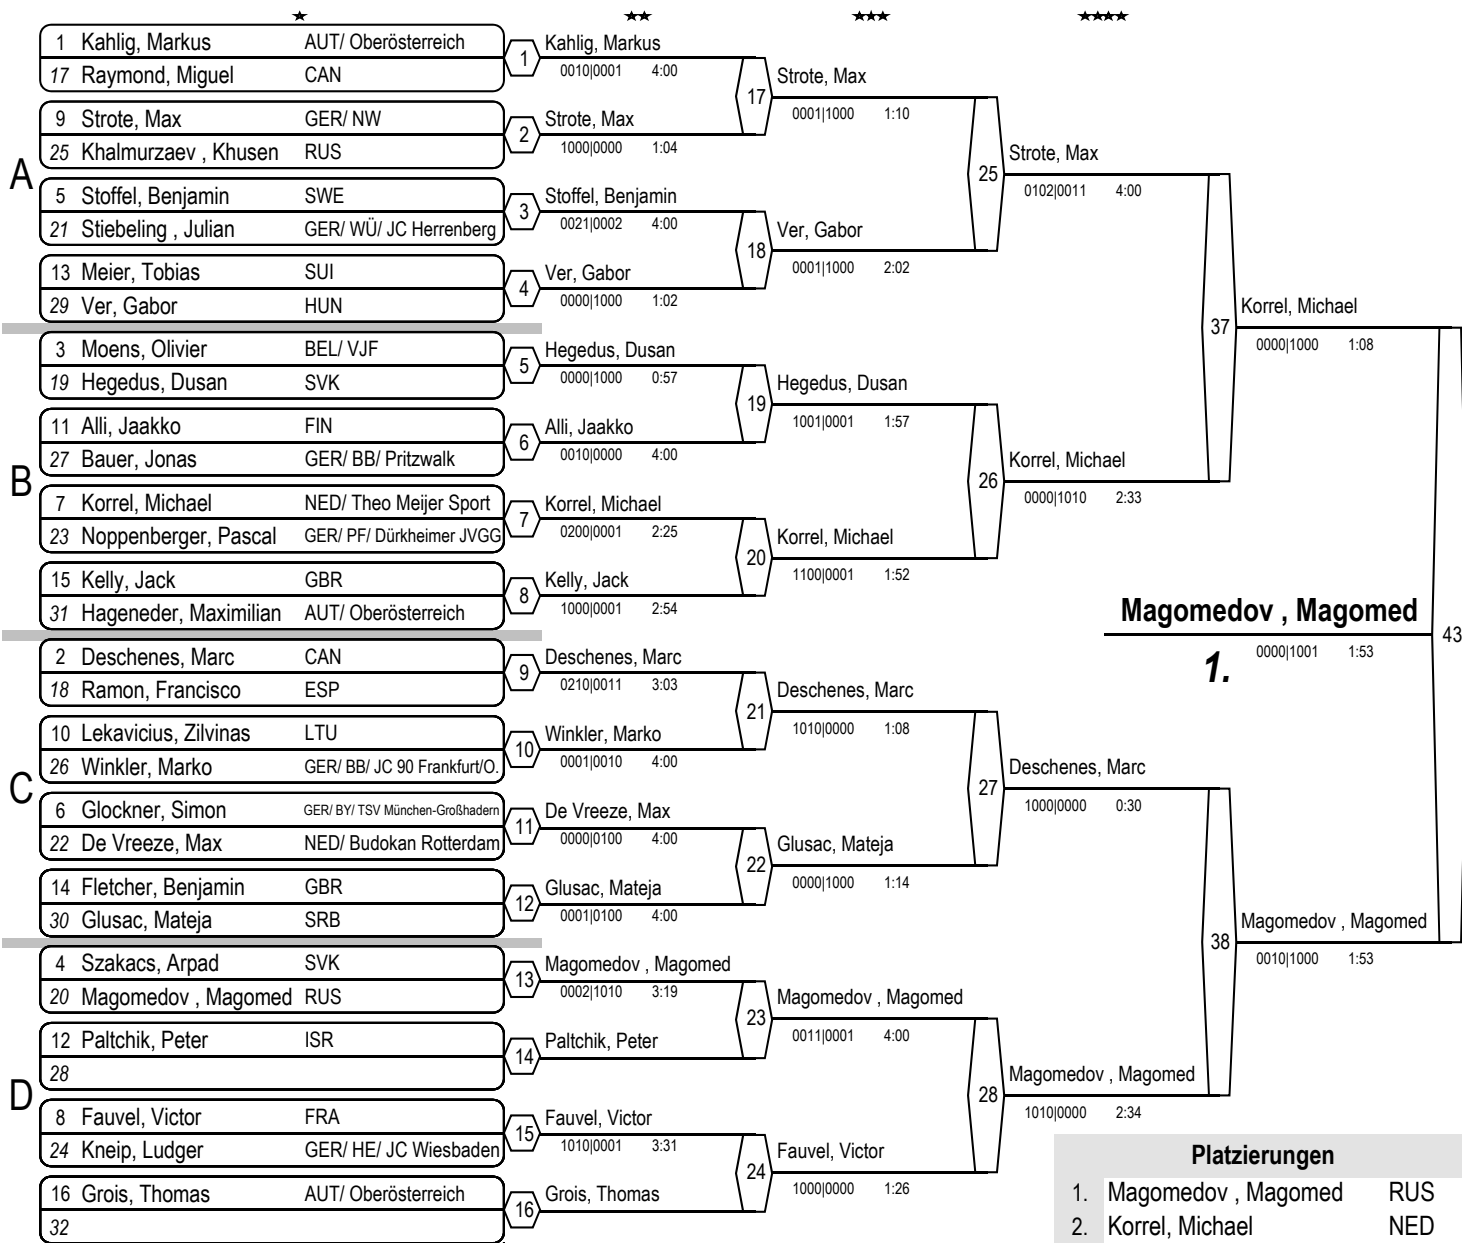 ★ ★★ ★★★ ★★★★
A
1 Kahlig, Markus AUT/ Oberösterreich
17 Raymond, Miguel CAN
9 Strote, Max GER/ NW
25 Khalmurzaev , Khusen RUS
5 Stoffel, Benjamin SWE
21 Stiebeling , Julian GER/ WÜ/ JC Herrenberg
13 Meier, Tobias SUI
29 Ver, Gabor HUN
B
3 Moens, Olivier BEL/ VJF
19 Hegedus, Dusan SVK
11 Alli, Jaakko FIN
27 Bauer, Jonas GER/ BB/ Pritzwalk
7 Korrel, Michael NED/ Theo Meijer Sport
23 Noppenberger, Pascal GER/ PF/ Dürkheimer JVGG
15 Kelly, Jack GBR
31 Hageneder, Maximilian AUT/ Oberösterreich
C
2 Deschenes, Marc CAN
18 Ramon, Francisco ESP
10 Lekavicius, Zilvinas LTU
26 Winkler, Marko GER/ BB/ JC 90 Frankfurt/O.
6 Glockner, Simon GER/ BY/ TSV München-Großhadern
22 De Vreeze, Max NED/ Budokan Rotterdam
14 Fletcher, Benjamin GBR
30 Glusac, Mateja SRB
D
4 Szakacs, Arpad SVK
20 Magomedov , Magomed RUS
12 Paltchik, Peter ISR
28
8 Fauvel, Victor FRA
24 Kneip, Ludger GER/ HE/ JC Wiesbaden
16 Grois, Thomas AUT/ Oberösterreich
32
1 Kahlig, Markus
0010|0001 4:00
2 Strote, Max
1000|0000 1:04
3 Stoffel, Benjamin
0021|0002 4:00
4 Ver, Gabor
0000|1000 1:02
5 Hegedus, Dusan
0000|1000 0:57
6 Alli, Jaakko
0010|0000 4:00
7 Korrel, Michael
0200|0001 2:25
8 Kelly, Jack
1000|0001 2:54
9 Deschenes, Marc
0210|0011 3:03
10 Winkler, Marko
0001|0010 4:00
11 De Vreeze, Max
0000|0100 4:00
12 Glusac, Mateja
0001|0100 4:00
13 Magomedov , Magomed
0002|1010 3:19
14 Paltchik, Peter
15 Fauvel, Victor
1010|0001 3:31
16 Grois, Thomas
17 Strote, Max
0001|1000 1:10
18 Ver, Gabor
0001|1000 2:02
19 Hegedus, Dusan
1001|0001 1:57
20 Korrel, Michael
1100|0001 1:52
21 Deschenes, Marc
1010|0000 1:08
22 Glusac, Mateja
0000|1000 1:14
23 Magomedov , Magomed
0011|0001 4:00
24 Fauvel, Victor
1000|0000 1:26
25 Strote, Max
0102|0011 4:00
26 Korrel, Michael
0000|1010 2:33
27 Deschenes, Marc
1000|0000 0:30
28 Magomedov , Magomed
1010|0000 2:34
37 Korrel, Michael
0000|1000 1:08
38 Magomedov , Magomed
0010|1000 1:53
Magomedov , Magomed 43
1. 0000|1001 1:53
Platzierungen
1. Magomedov , Magomed RUS
2. Korrel, Michael NED